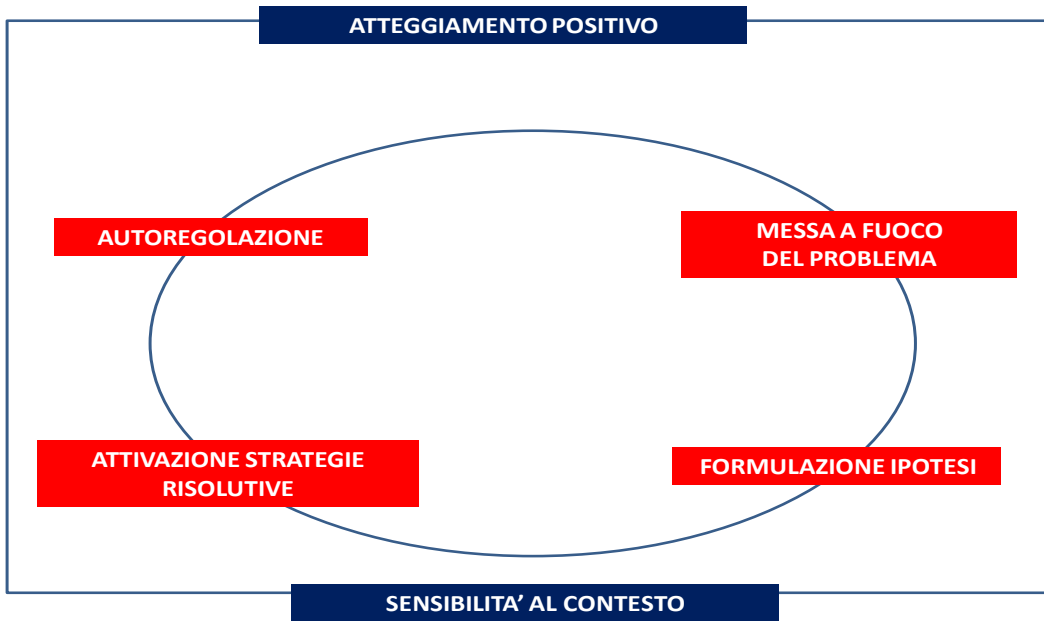 ATTEGGIAMENTO POSITIVO
AUTOREGOLAZIONE
MESSA A FUOCO
DEL PROBLEMA
ATTIVAZIONE STRATEGIE
RISOLUTIVE
FORMULAZIONE IPOTESI
SENSIBILITA’ AL CONTESTO